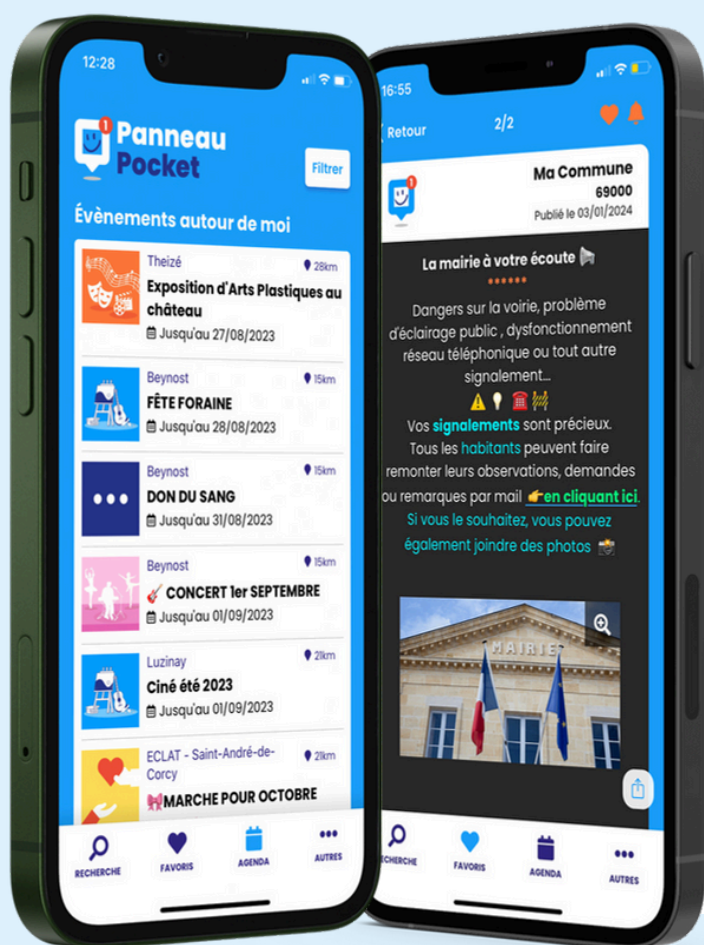 12:28
Panneau
Pocket
1
Filtrer
Évènements autour de moi
Theizé
28km
Exposition d'Arts Plastiques au
château
Jusqu'au 27/08/2023
Beynost
15km
FÊTE FORAINE
Jusqu'au 28/08/2023
Beynost
15km
DON DU SANG
Jusqu'au 31/08/2023
Beynost
15km
🎸 CONCERT 1er SEPTEMBRE
Jusqu'au 01/09/2023
Luzinay
21km
Ciné été 2023
Jusqu'au 01/09/2023
ECLAT - Saint-André-de-
Corcy
21km
🎀MARCHE POUR OCTOBRE
RECHERCHE
FAVORIS
AGENDA
AUTRES
16:55
Retour
2/2
1
Ma Commune
69000
Publié le 03/01/2024
La mairie à votre écoute
Dangers sur la voirie, problème
d'éclairage public , dysfonctionnement
réseau téléphonique ou tout autre
signalement...
Vos signalements sont précieux.
Tous les habitants peuvent faire
remonter leurs observations, demandes
ou remarques par mail 👉en cliquant ici.
Si vous le souhaitez, vous pouvez
également joindre des photos 📸
MAIRIE
CHERCHE
FAVORIS
AGENDA
AUTRES